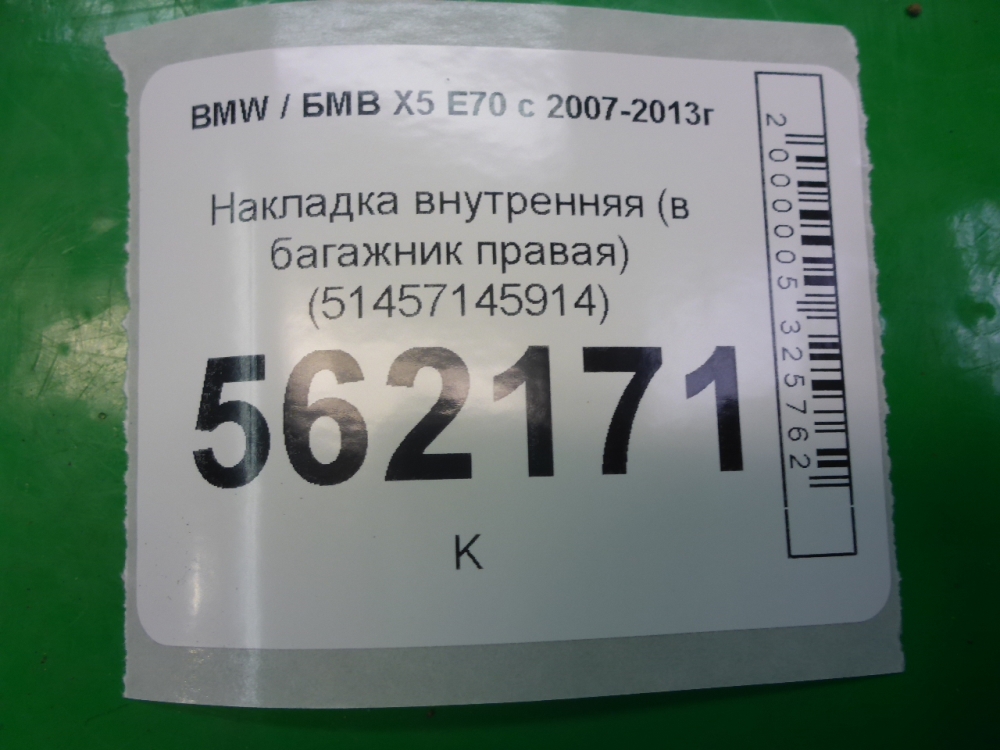 BMW / БМВ X5 E70 с 2007-2013г
Накладка внутренняя (в
багажник правая)
(51457145914)
562171
К
2000005325762